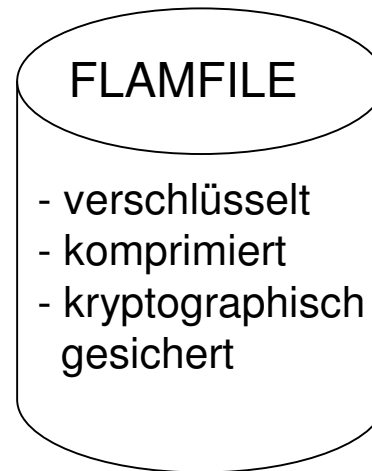 FLAMFILE
- verschlüsselt
- komprimiert
- kryptographisch
gesichert